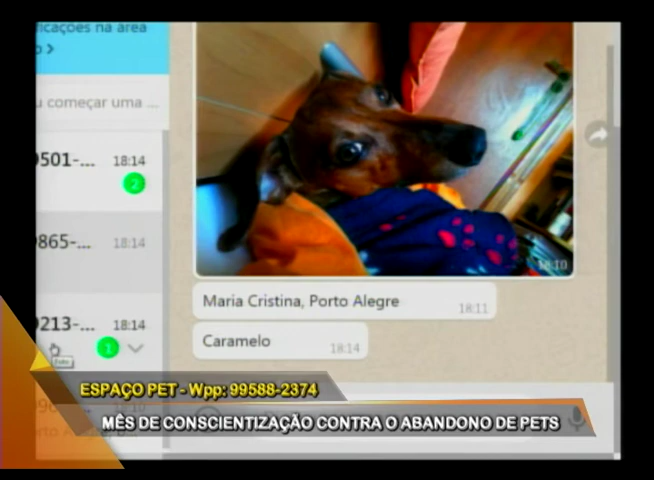 icações na área
o >
u começar uma ...
9501-... 18:14
2
9865-... 18:14
9213-... 18:14
1
18:10
Maria Cristina, Porto Alegre 18:11
Caramelo 18:14
ESPAÇO PET - Wpp: 99588-2374
MÊS DE CONSCIENTIZAÇÃO CONTRA O ABANDONO DE PETS